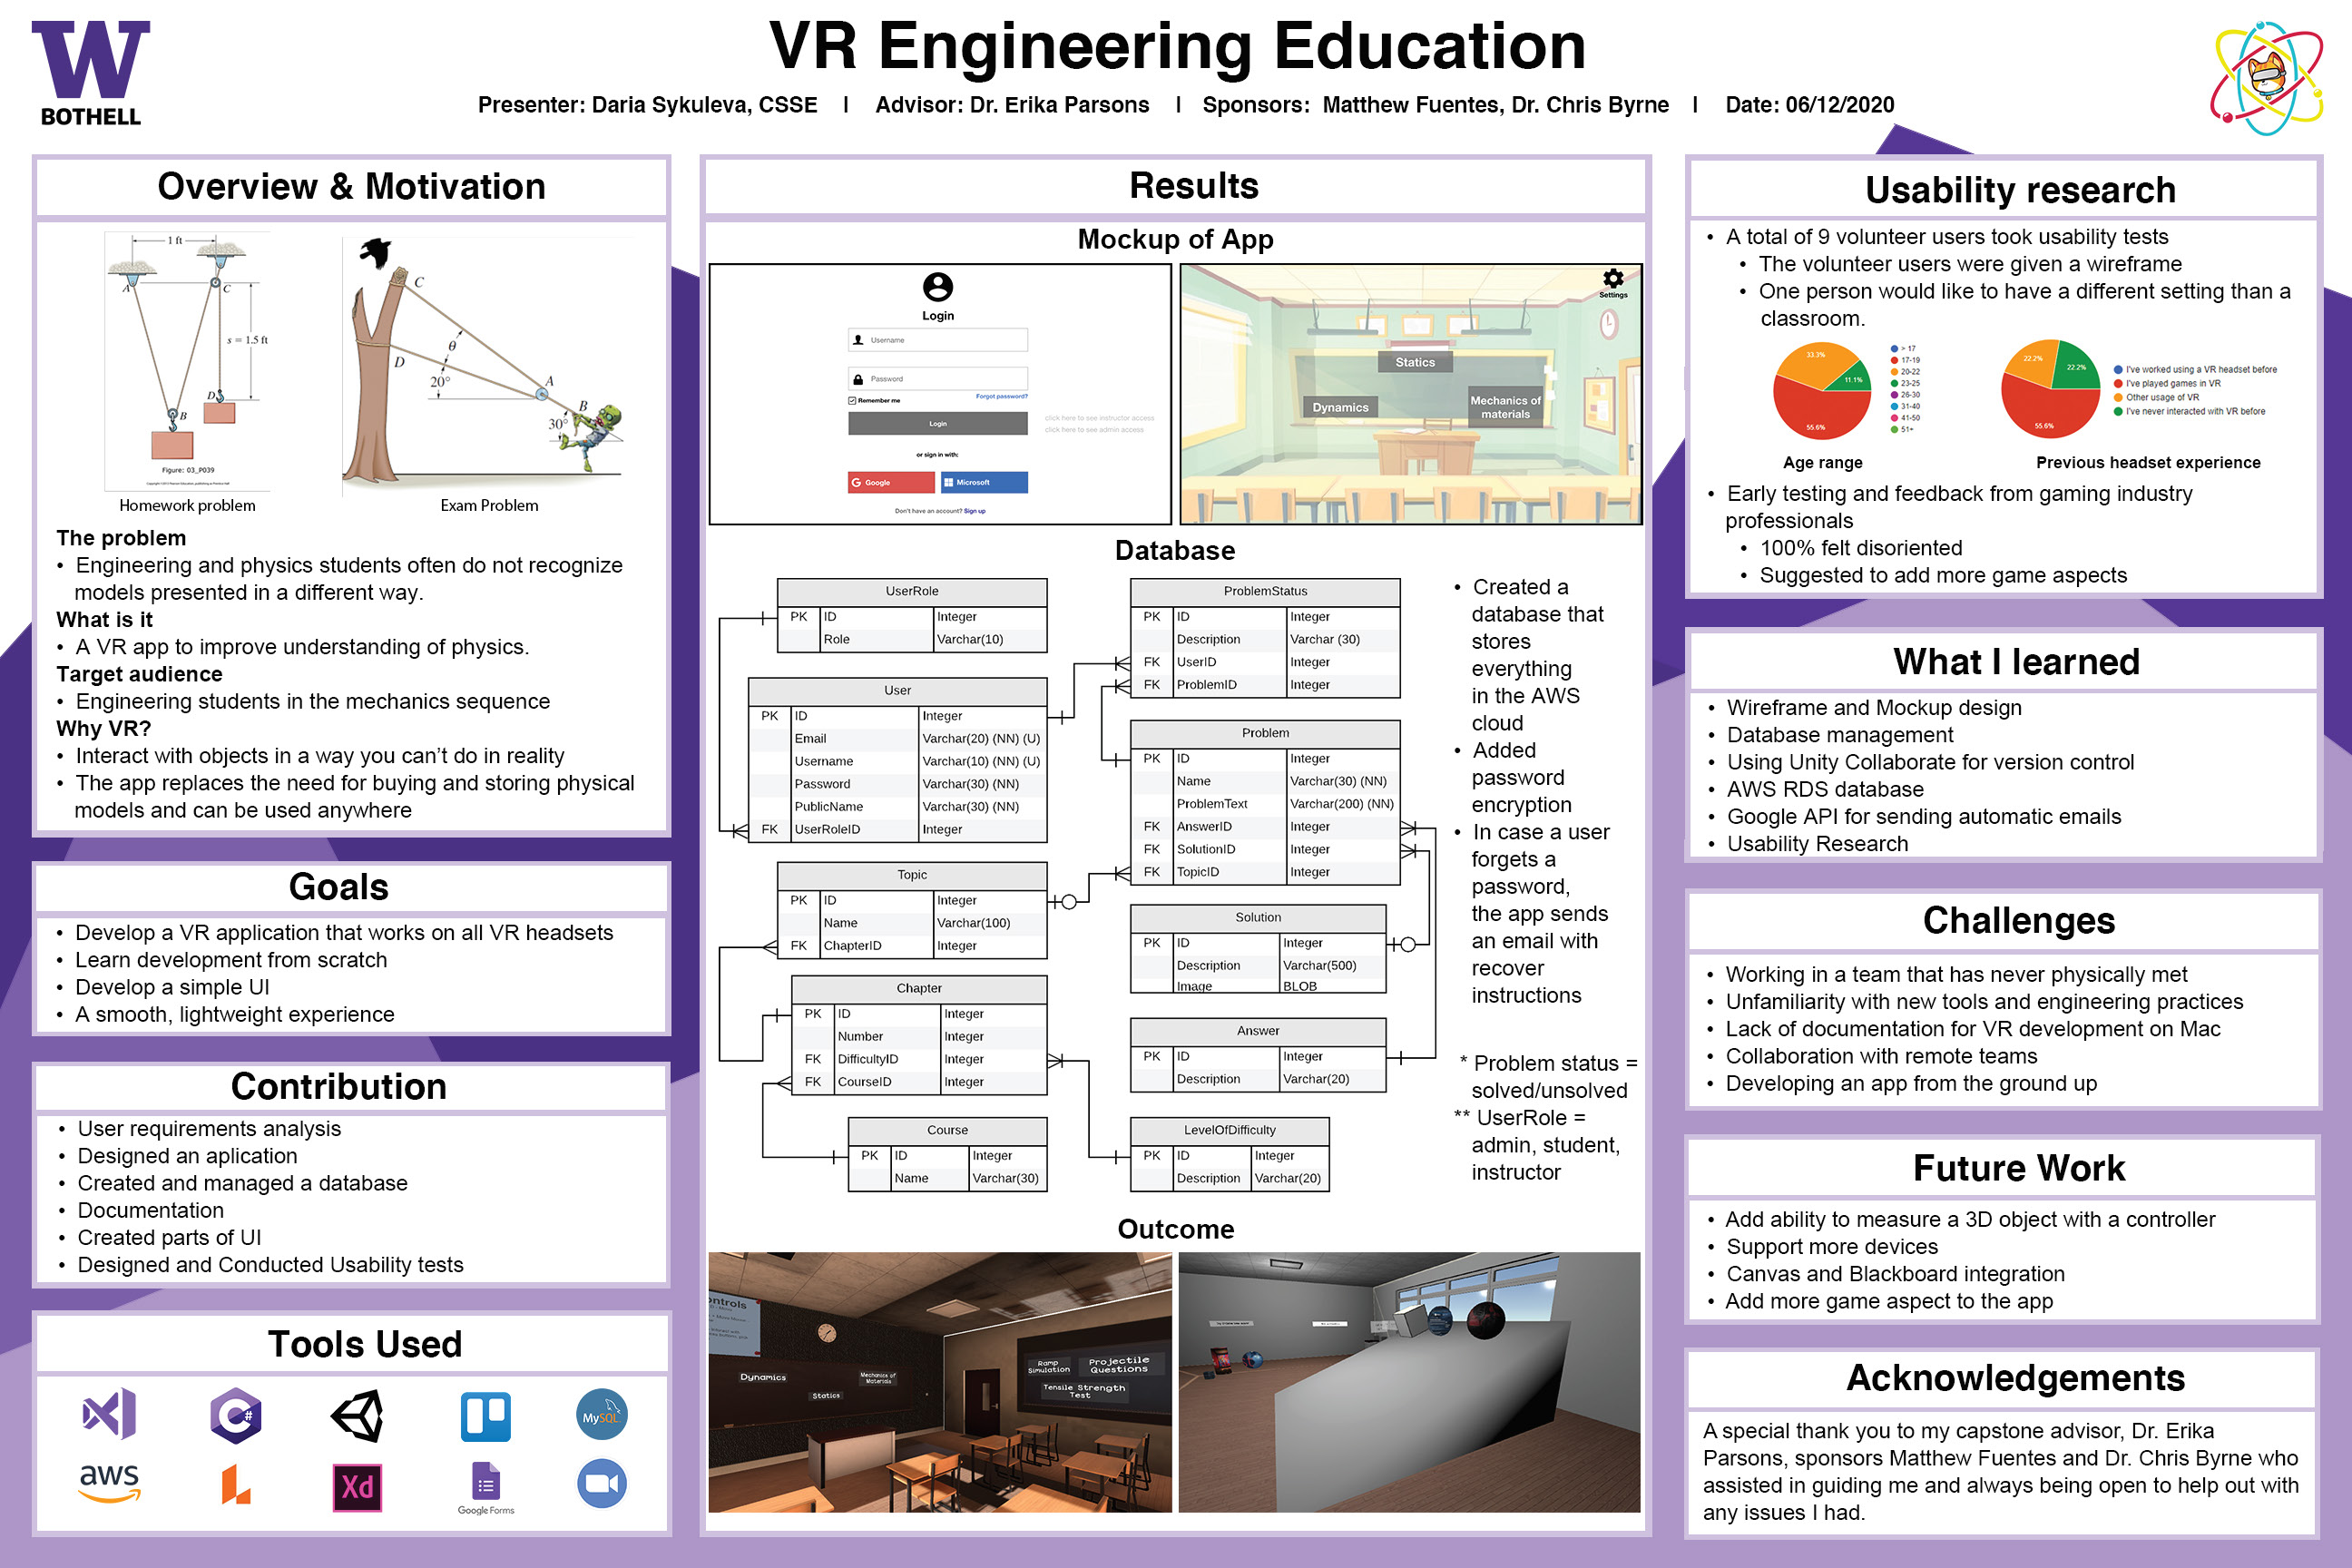 W
BOTHELL
VR Engineering Education
Presenter: Daria Sykuleva, CSSE | Advisor: Dr. Erika Parsons | Sponsors: Matthew Fuentes, Dr. Chris Byrne | Date: 06/12/2020
Overview & Motivation
1 ft
A
C
s = 1.5 ft
D
B
Figure: 03_P039
Homework problem
C
θ
D
20°
A
B
30°
Exam Problem
The problem
• Engineering and physics students often do not recognize
models presented in a different way.
What is it
• A VR app to improve understanding of physics.
Target audience
• Engineering students in the mechanics sequence
Why VR?
• Interact with objects in a way you can't do in reality
• The app replaces the need for buying and storing physical
models and can be used anywhere
Goals
• Develop a VR application that works on all VR headsets
• Learn development from scratch
• Develop a simple UI
• A smooth, lightweight experience
Contribution
• User requirements analysis
• Designed an aplication
• Created and managed a database
• Documentation
• Created parts of UI
• Designed and Conducted Usability tests
Tools Used
C#
MySQL
aws
Xd
Google Forms
Results
Mockup of App
Login
Username
Password
Remember me
Forgot password?
Login
click here to see instructor access
click here to see admin access
or sign in with:
G Google
Microsoft
Don't have an account? Sign up
Settings
Statics
Dynamics
Mechanics of
materials
Database
UserRole
PK ID Integer
Role Varchar(10)
User
PK ID Integer
Email Varchar(20) (NN) (U)
Username Varchar(10) (NN) (U)
Password Varchar(30) (NN)
PublicName Varchar(30) (NN)
FK UserRoleID Integer
Topic
PK ID Integer
Name Varchar(100)
FK ChapterID Integer
Chapter
PK ID Integer
Number Integer
FK DifficultyID Integer
FK CourseID Integer
Course
PK ID Integer
Name Varchar(30)
ProblemStatus
PK ID Integer
Description Varchar (30)
FK UserID Integer
FK ProblemID Integer
Problem
PK ID Integer
Name Varchar(30) (NN)
ProblemText Varchar(200) (NN)
FK AnswerID Integer
FK SolutionID Integer
FK TopicID Integer
Solution
PK ID Integer
Description Varchar(500)
Image BLOB
Answer
PK ID Integer
Description Varchar(20)
LevelOfDifficulty
PK ID Integer
Description Varchar(20)
• Created a
database that
stores
everything
in the AWS
cloud
• Added
password
encryption
• In case a user
forgets a
password,
the app sends
an email with
recover
instructions
* Problem status =
solved/unsolved
** UserRole =
admin, student,
instructor
Outcome
Dynamics
Statics
Mechanics of
Materials
Ramp
Simulation
Projectile
Questions
Tensile Strength
Test
Usability research
• A total of 9 volunteer users took usability tests
• The volunteer users were given a wireframe
• One person would like to have a different setting than a
classroom.
33.3%
11.1%
55.6%
> 17
17-19
20-22
23-25
26-30
31-40
41-50
51+
Age range
22.2%
22.2%
55.6%
I've worked using a VR headset before
I've played games in VR
Other usage of VR
I've never interacted with VR before
Previous headset experience
• Early testing and feedback from gaming industry
professionals
• 100% felt disoriented
• Suggested to add more game aspects
What I learned
• Wireframe and Mockup design
• Database management
• Using Unity Collaborate for version control
• AWS RDS database
• Google API for sending automatic emails
• Usability Research
Challenges
• Working in a team that has never physically met
• Unfamiliarity with new tools and engineering practices
• Lack of documentation for VR development on Mac
• Collaboration with remote teams
• Developing an app from the ground up
Future Work
• Add ability to measure a 3D object with a controller
• Support more devices
• Canvas and Blackboard integration
• Add more game aspect to the app
Acknowledgements
A special thank you to my capstone advisor, Dr. Erika
Parsons, sponsors Matthew Fuentes and Dr. Chris Byrne who
assisted in guiding me and always being open to help out with
any issues I had.